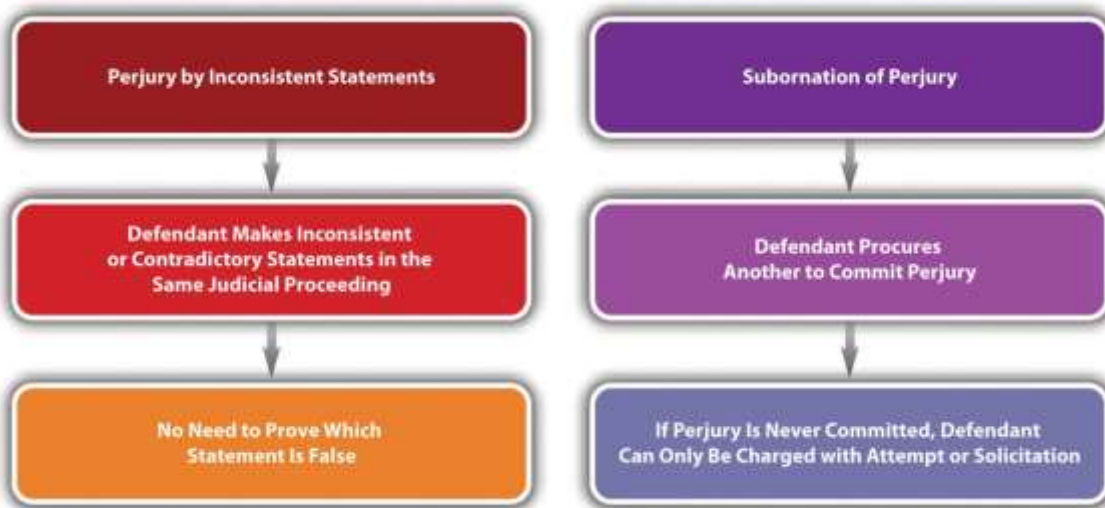 Perjury by Inconsistent Statements
Defendant Makes Inconsistent
or Contradictory Statements in the
Same Judicial Proceeding
No Need to Prove Which
Statement Is False
Subornation of Perjury
Defendant Procures
Another to Commit Perjury
If Perjury Is Never Committed, Defendant
Can Only Be Charged with Attempt or Solicitation